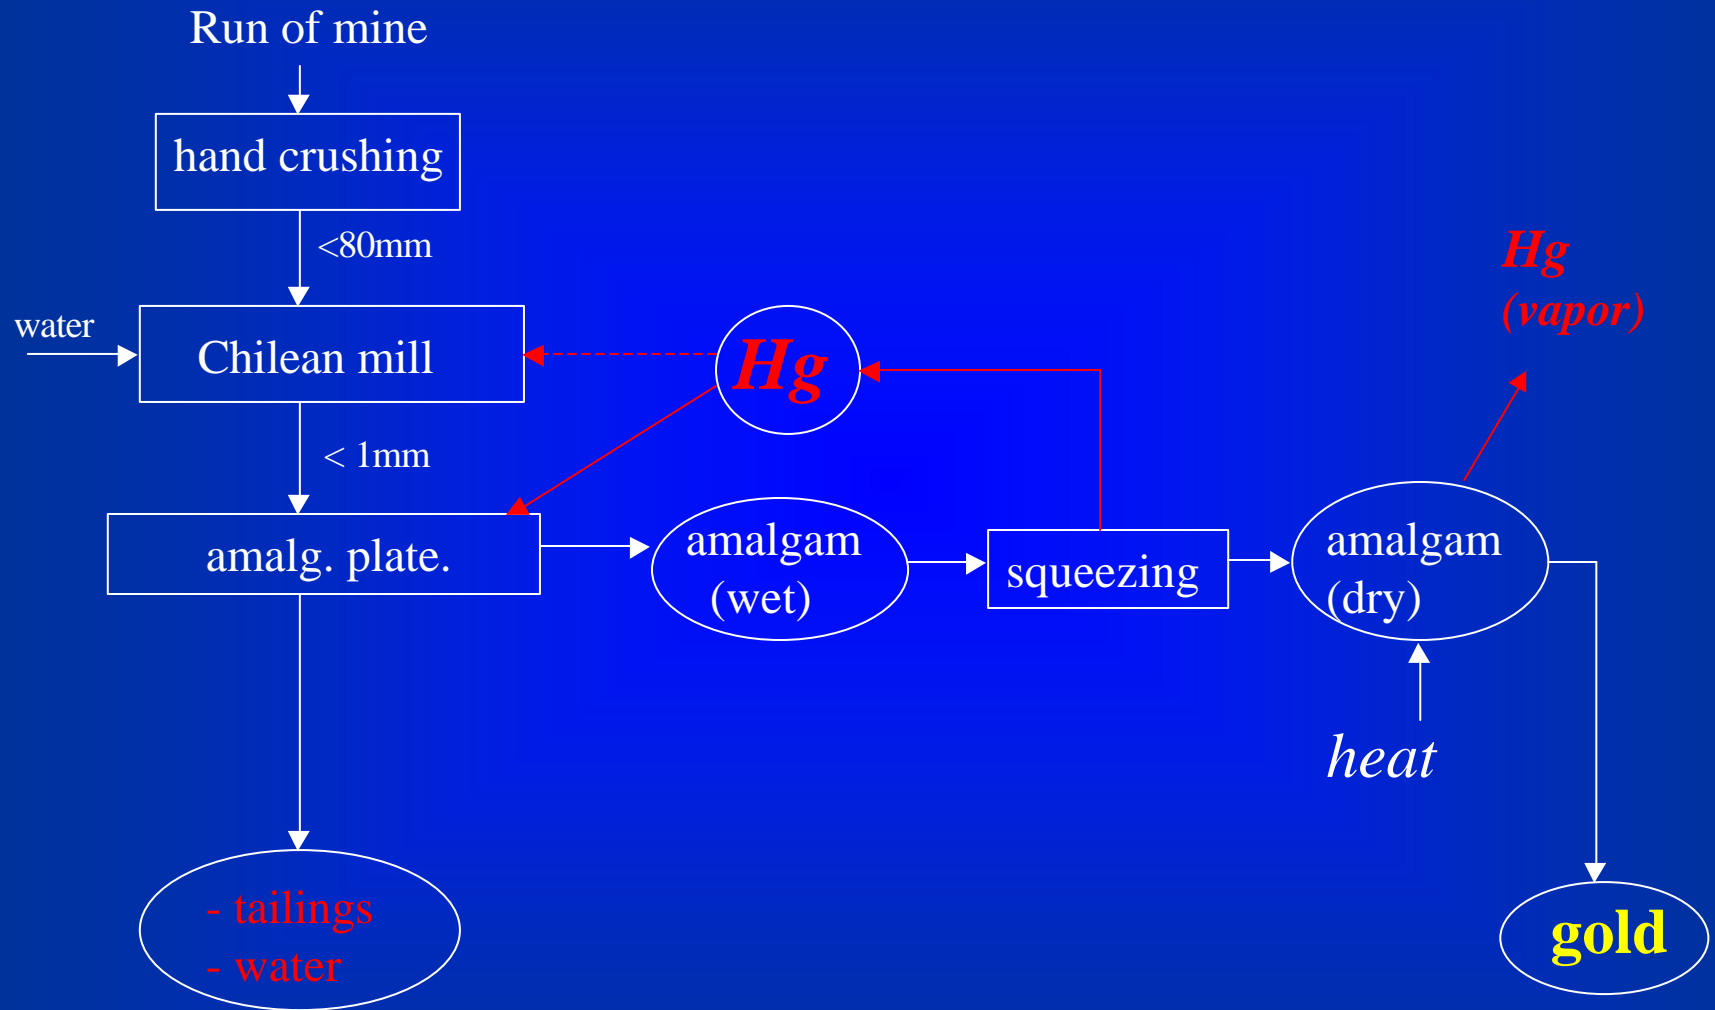 Run of mine
hand crushing
<80mm
Hg
(vapor)
water
Chilean mill
Hg
< 1mm
amalg. plate.
amalgam
(wet)
squeezing
amalgam
(dry)
heat
- tailings
- water
gold